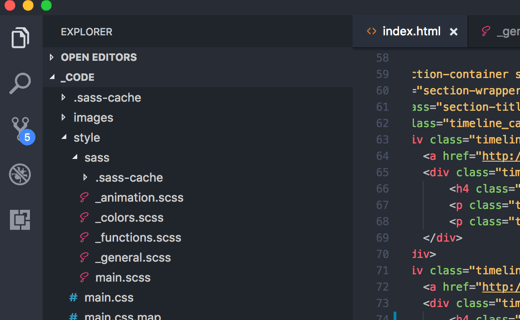 EXPLORER
OPEN EDITORS
_CODE
.sass-cache
images
style
sass
.sass-cache
_animation.scss
_colors.scss
_functions.scss
_general.scss
main.scss
# main.css
main.css.map
5
index.html ×
_gen
58
59 ction-container s
60 ="section-wrapper
61 ass="section-titl
62 class="timeline_ca
63 iv class="timelin
64 <a href="http:/
65 <div class="tim
66 <h4 class="
67 <p class="t
68 <p class="t
69 </div>
70 div>
71 iv class="timelin
72 <a href="http:/
73 <div class="tim
74 <h4 class="